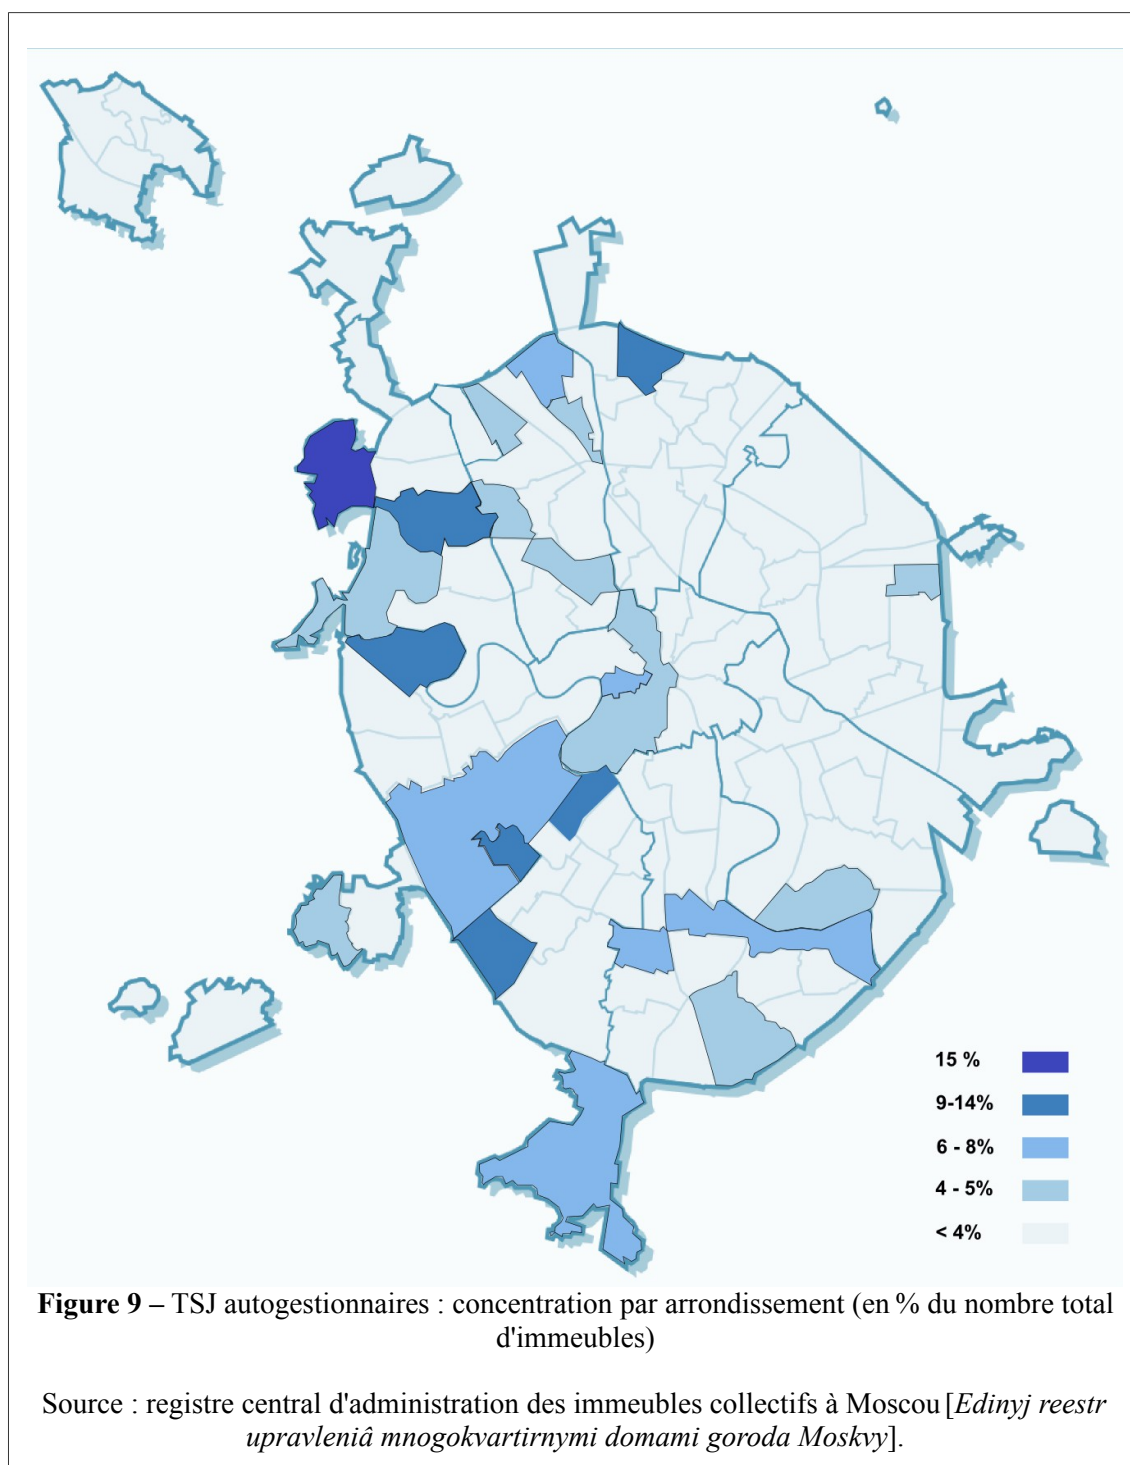 15 %
9-14%
6 - 8%
4 - 5%
< 4%
Figure 9 – TSJ autogestionnaires : concentration par arrondissement (en % du nombre total
d'immeubles)
Source : registre central d'administration des immeubles collectifs à Moscou [Edinyj reestr
upravleniâ mnogokvartirnymi domami goroda Moskvy].